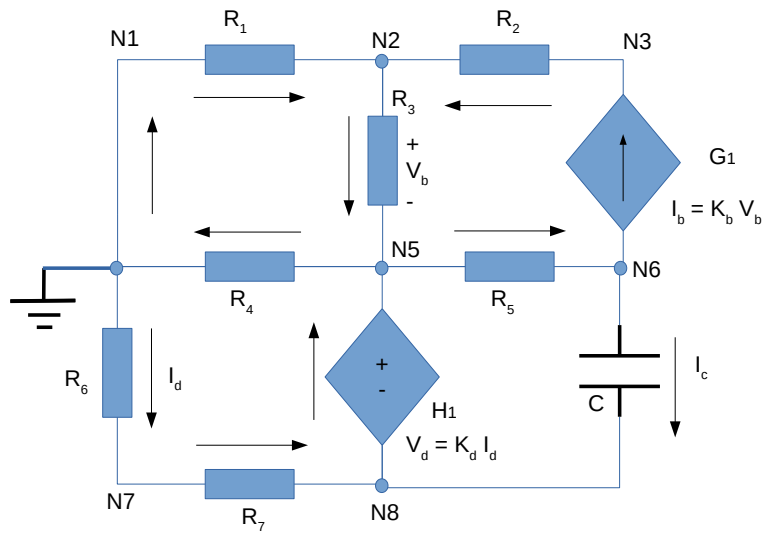 N1
R1
N2
R2
N3
R3
+
Vb
-
G1
Ib = Kb Vb
N5
N6
R4
R5
R6
Id
+
-
H1
Vd = Kd Id
C
Ic
N7
R7
N8